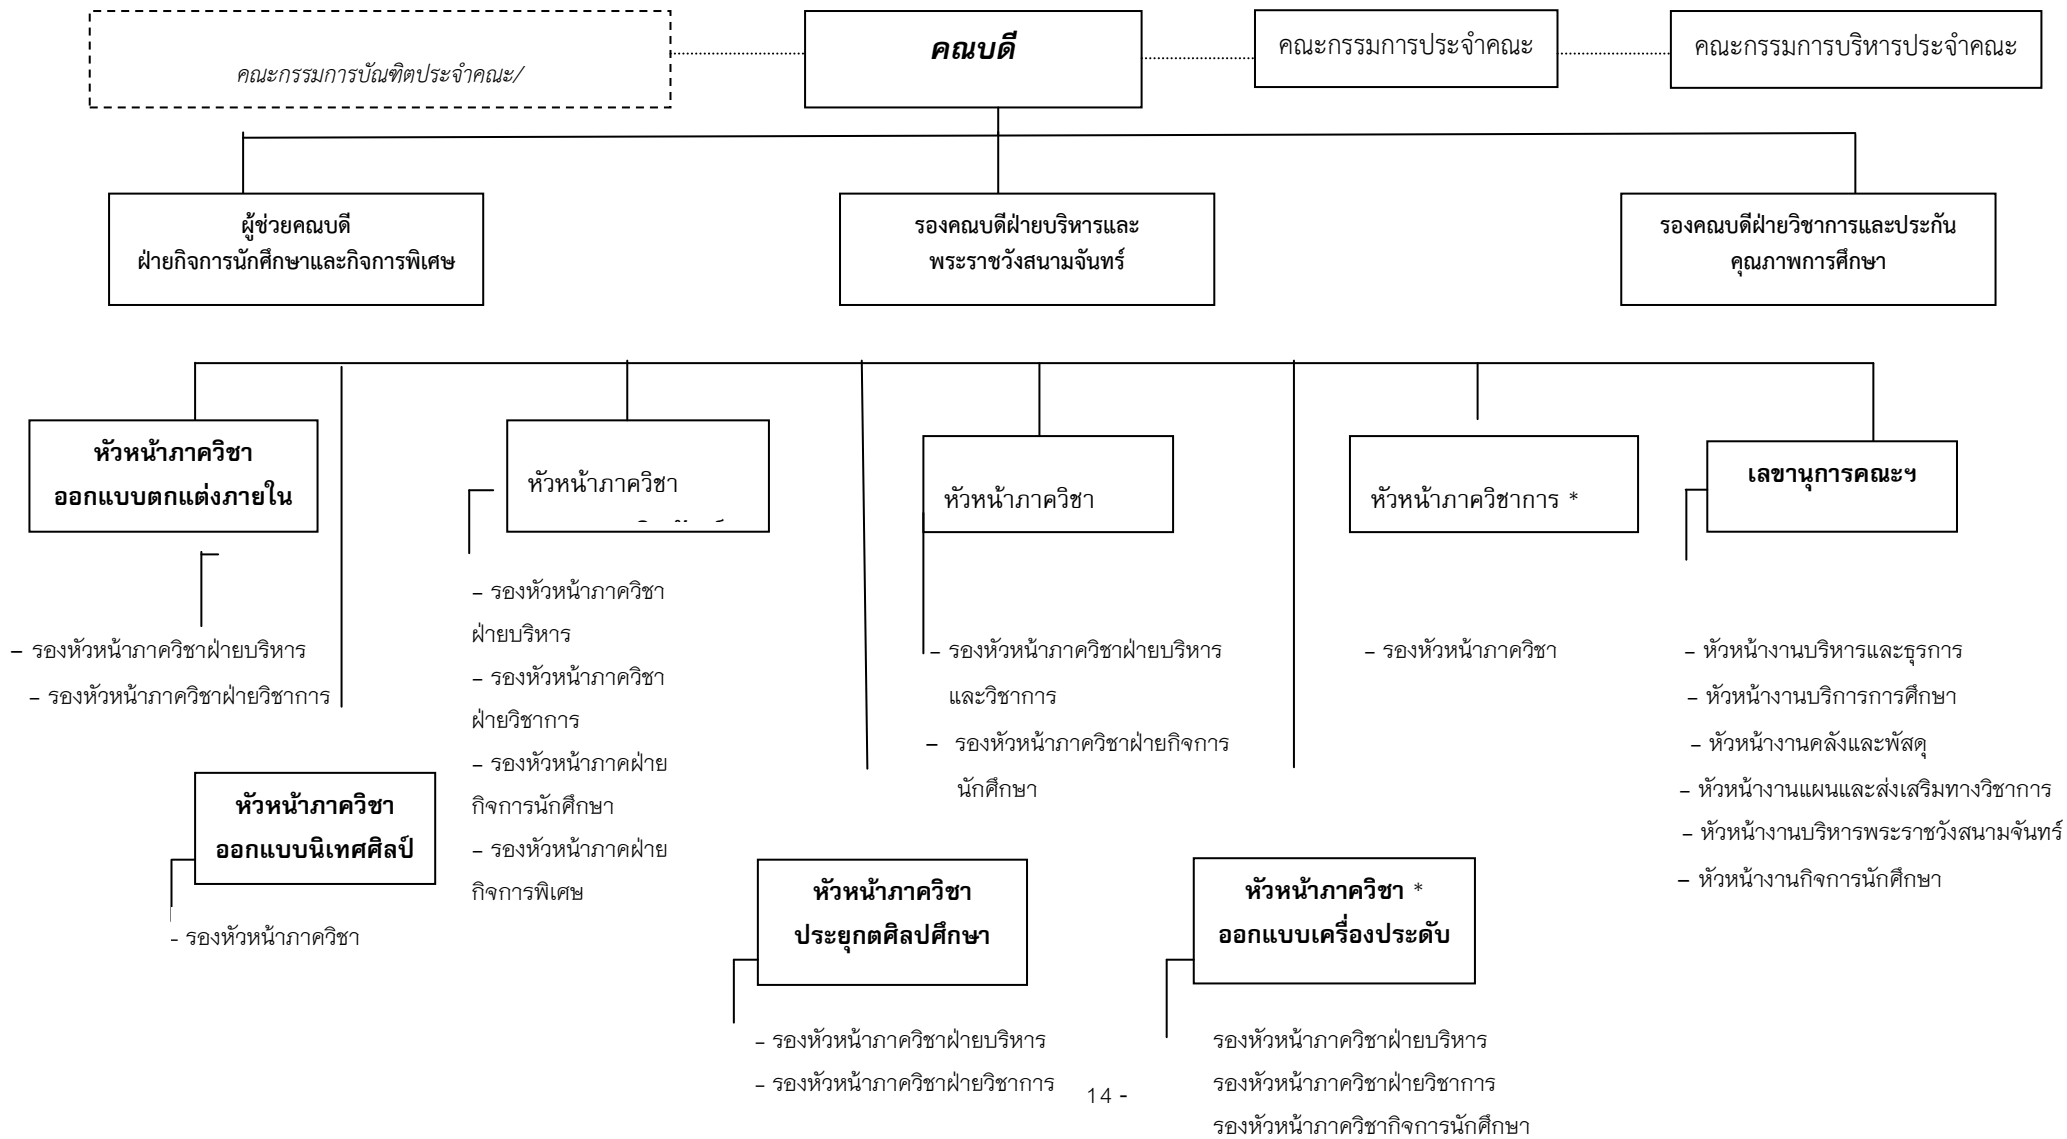 คณะกรรมการบัณฑิตประจำคณะ/
คณบดี
คณะกรรมการประจำคณะ
คณะกรรมการบริหารประจำคณะ
ผู้ช่วยคณบดี
ฝ่ายกิจการนักศึกษาและกิจการพิเศษ
รองคณบดีฝ่ายบริหารและ
พระราชวังสนามจันทร์
รองคณบดีฝ่ายวิชาการและประกัน
คุณภาพการศึกษา
หัวหน้าภาควิชา
ออกแบบตกแต่งภายใน
– รองหัวหน้าภาควิชาฝ่ายบริหาร
– รองหัวหน้าภาควิชาฝ่ายวิชาการ
หัวหน้าภาควิชา
ออกแบบนิเทศศิลป์
- รองหัวหน้าภาควิชา
หัวหน้าภาควิชา
– รองหัวหน้าภาควิชา
ฝ่ายบริหาร
– รองหัวหน้าภาควิชา
ฝ่ายวิชาการ
– รองหัวหน้าภาคฝ่าย
กิจการนักศึกษา
– รองหัวหน้าภาคฝ่าย
กิจการพิเศษ
หัวหน้าภาควิชา
ประยุกตศิลปศึกษา
– รองหัวหน้าภาควิชาฝ่ายบริหาร
– รองหัวหน้าภาควิชาฝ่ายวิชาการ
หัวหน้าภาควิชา
– รองหัวหน้าภาควิชาฝ่ายบริหาร
และวิชาการ
– รองหัวหน้าภาควิชาฝ่ายกิจการ
นักศึกษา
หัวหน้าภาควิชา *
ออกแบบเครื่องประดับ
รองหัวหน้าภาควิชาฝ่ายบริหาร
รองหัวหน้าภาควิชาฝ่ายวิชาการ
รองหัวหน้าภาควิชากิจการนักศึกษา
หัวหน้าภาควิชาการ *
– รองหัวหน้าภาควิชา
เลขานุการคณะฯ
– หัวหน้างานบริหารและธุรการ
– หัวหน้างานบริการการศึกษา
– หัวหน้างานคลังและพัสดุ
– หัวหน้างานแผนและส่งเสริมทางวิชาการ
– หัวหน้างานบริหารพระราชวังสนามจันทร์
– หัวหน้างานกิจการนักศึกษา
14 -